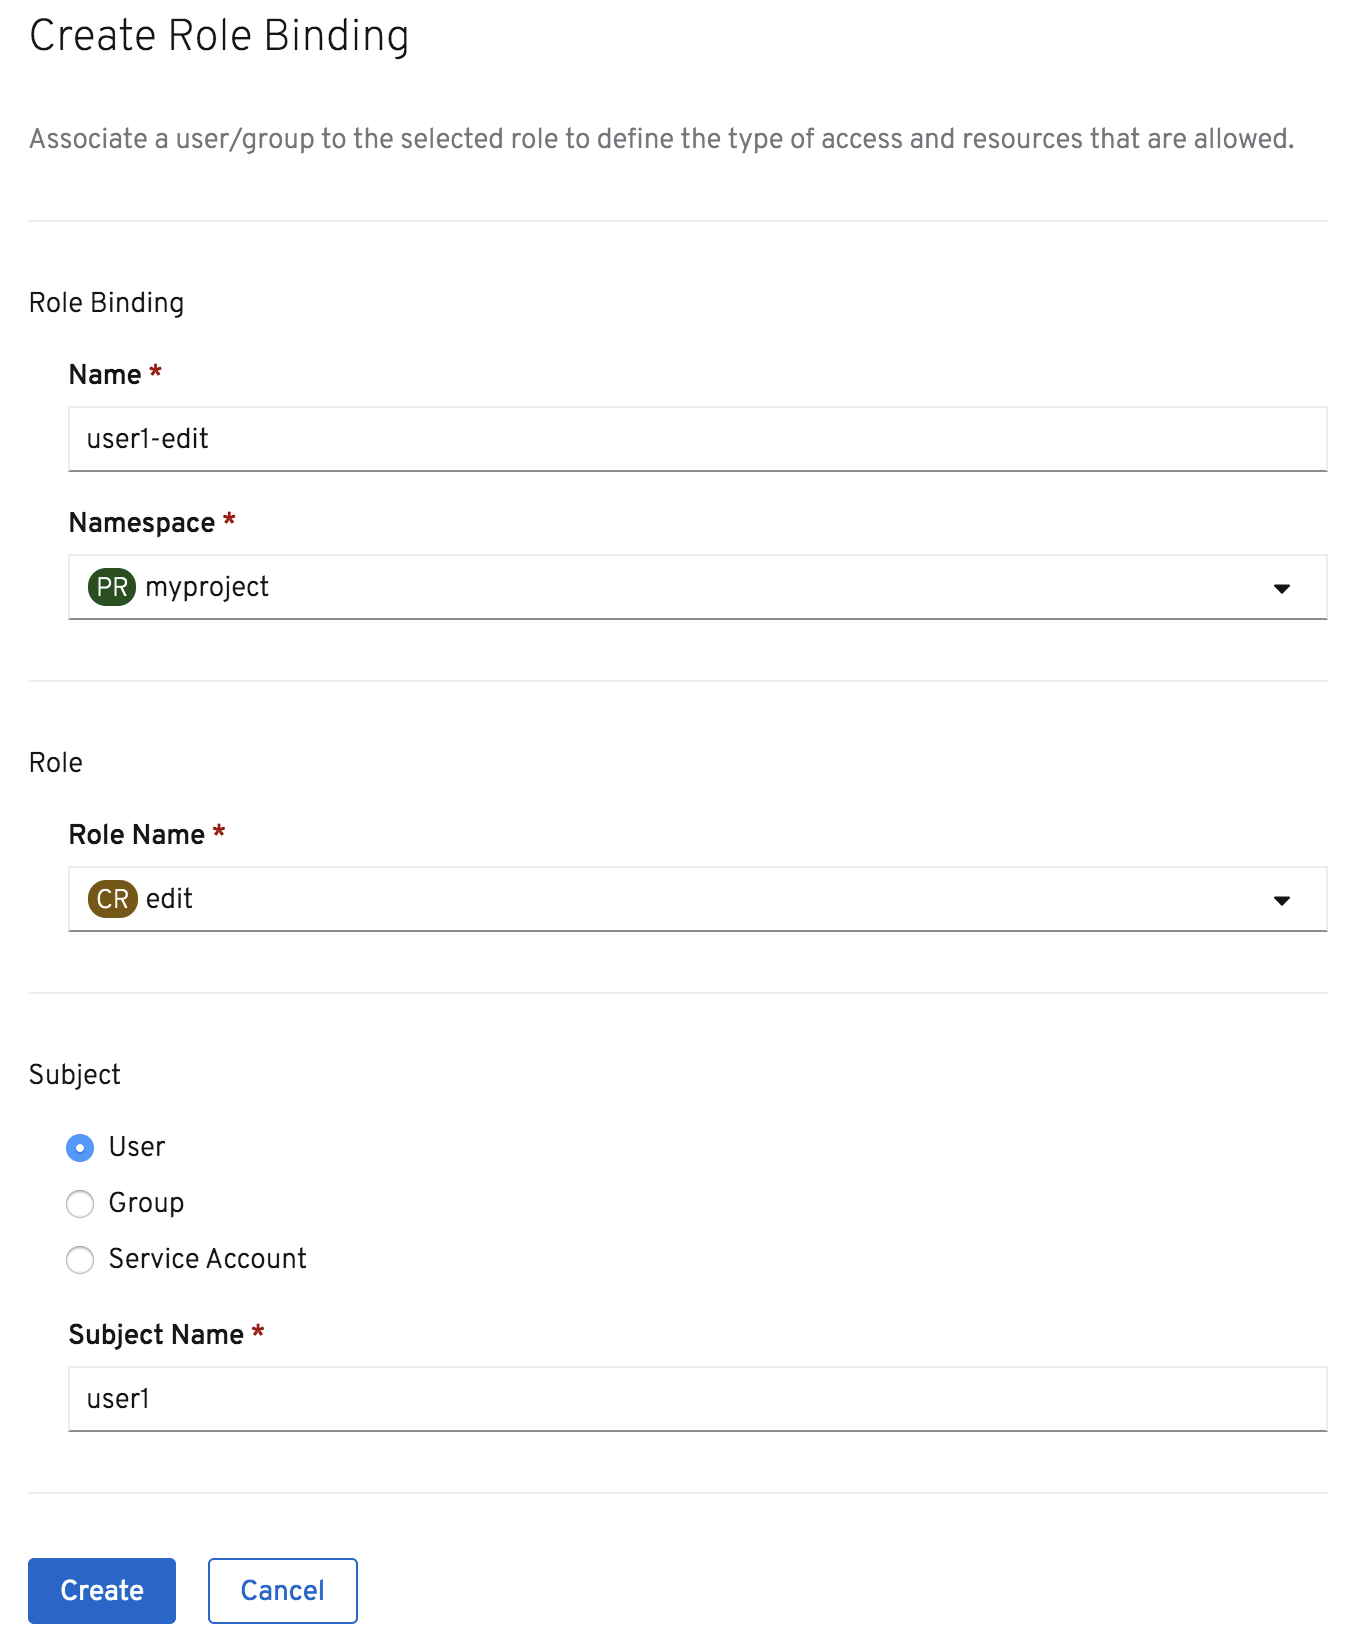 Create Role Binding
Associate a user/group to the selected role to define the type of access and resources that are allowed.
Role Binding
Name *
user1-edit
Namespace *
PR myproject
Role
Role Name *
CR edit
Subject
User
Group
Service Account
Subject Name *
user1
Create Cancel